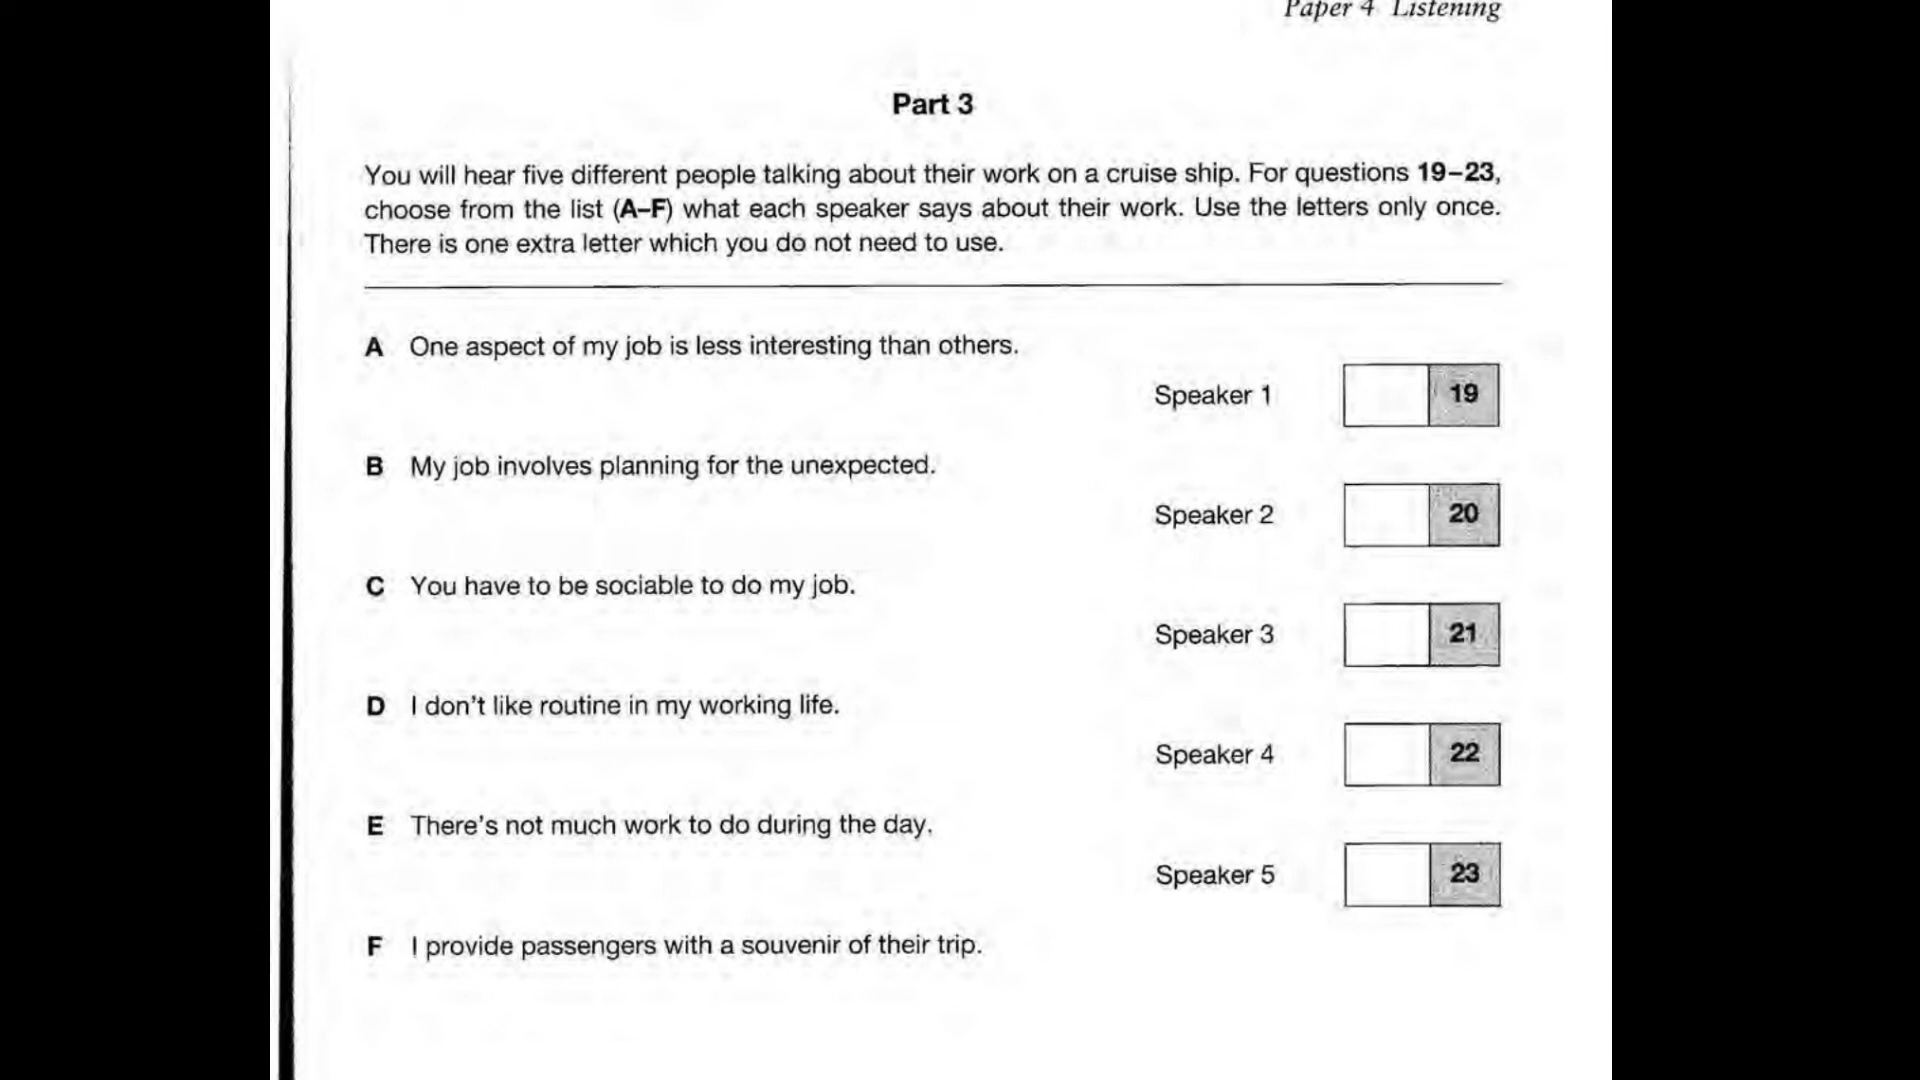 Paper 4 Listening
Part 3
You will hear five different people talking about their work on a cruise ship. For questions 19–23,
choose from the list (A–F) what each speaker says about their work. Use the letters only once.
There is one extra letter which you do not need to use.
A One aspect of my job is less interesting than others.
Speaker 1 19
B My job involves planning for the unexpected.
Speaker 2 20
C You have to be sociable to do my job.
Speaker 3 21
D I don't like routine in my working life.
Speaker 4 22
E There's not much work to do during the day.
Speaker 5 23
F I provide passengers with a souvenir of their trip.